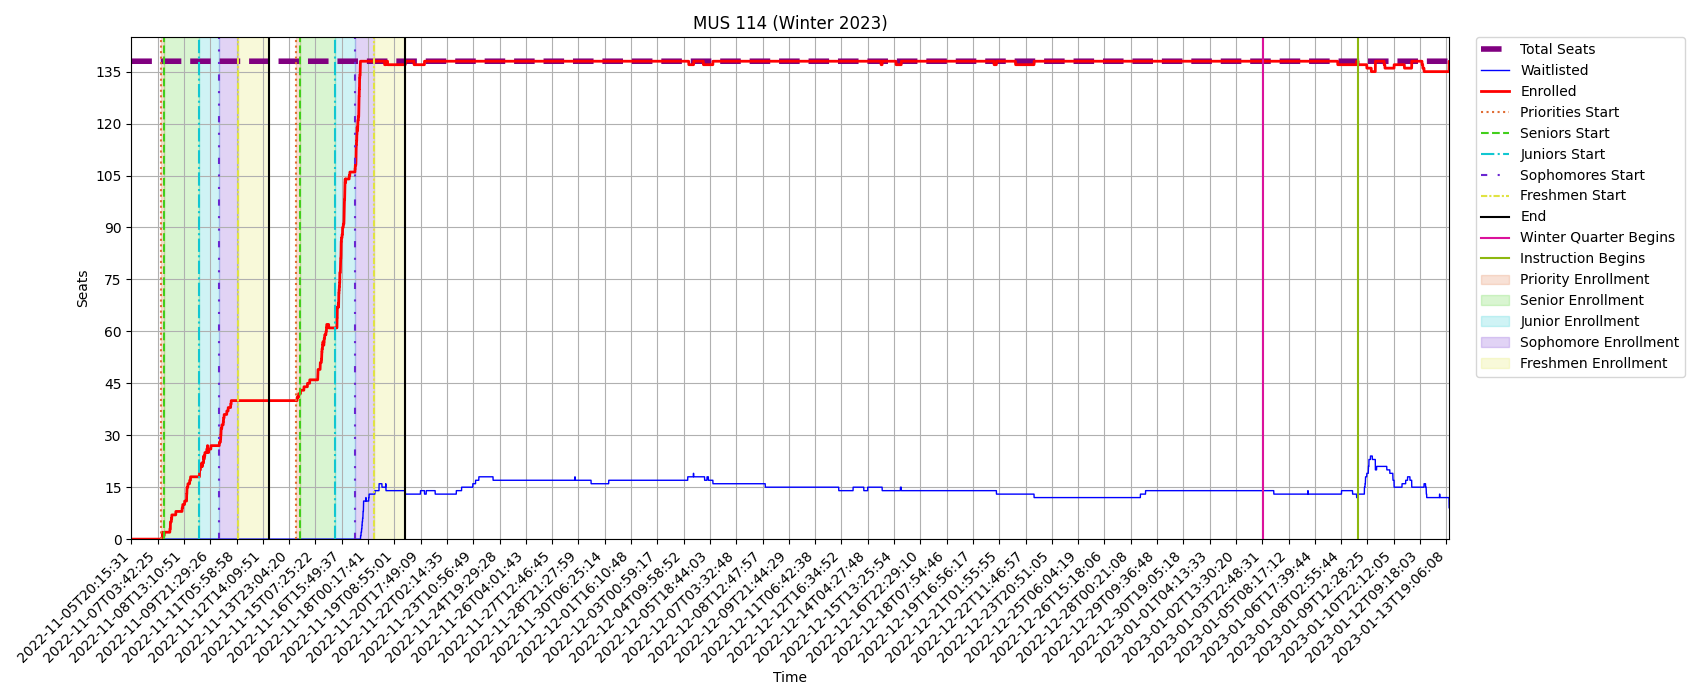 MUS 114 (Winter 2023)
Seats
135
120
105
90
75
60
45
30
15
0
2022-11-05T20:15:31
2022-11-07T03:42:25
2022-11-08T13:10:51
2022-11-09T21:29:26
2022-11-11T05:58:58
2022-11-12T14:09:51
2022-11-13T23:04:20
2022-11-15T07:25:22
2022-11-16T15:49:37
2022-11-18T00:17:41
2022-11-19T08:55:01
2022-11-20T17:49:09
2022-11-22T02:14:35
2022-11-23T10:56:49
2022-11-24T19:29:28
2022-11-26T04:01:43
2022-11-27T12:46:45
2022-11-28T21:27:59
2022-11-30T06:25:14
2022-12-01T16:10:48
2022-12-03T00:59:17
2022-12-04T09:58:52
2022-12-05T18:44:03
2022-12-07T03:32:48
2022-12-08T12:47:57
2022-12-09T21:44:29
2022-12-11T06:42:38
2022-12-12T16:34:52
2022-12-14T04:27:48
2022-12-15T13:25:54
2022-12-16T22:29:10
2022-12-18T07:54:46
2022-12-19T16:56:17
2022-12-21T01:55:55
2022-12-22T11:46:57
2022-12-23T20:51:05
2022-12-25T06:04:19
2022-12-26T15:18:06
2022-12-28T00:21:08
2022-12-29T09:36:48
2022-12-30T19:05:18
2023-01-01T04:13:33
2023-01-02T13:30:20
2023-01-03T22:48:31
2023-01-05T08:17:12
2023-01-06T17:39:44
2023-01-08T02:55:44
2023-01-09T12:28:25
2023-01-10T22:12:05
2023-01-12T09:18:03
2023-01-13T19:06:08
Time
Total Seats
Waitlisted
Enrolled
Priorities Start
Seniors Start
Juniors Start
Sophomores Start
Freshmen Start
End
Winter Quarter Begins
Instruction Begins
Priority Enrollment
Senior Enrollment
Junior Enrollment
Sophomore Enrollment
Freshmen Enrollment